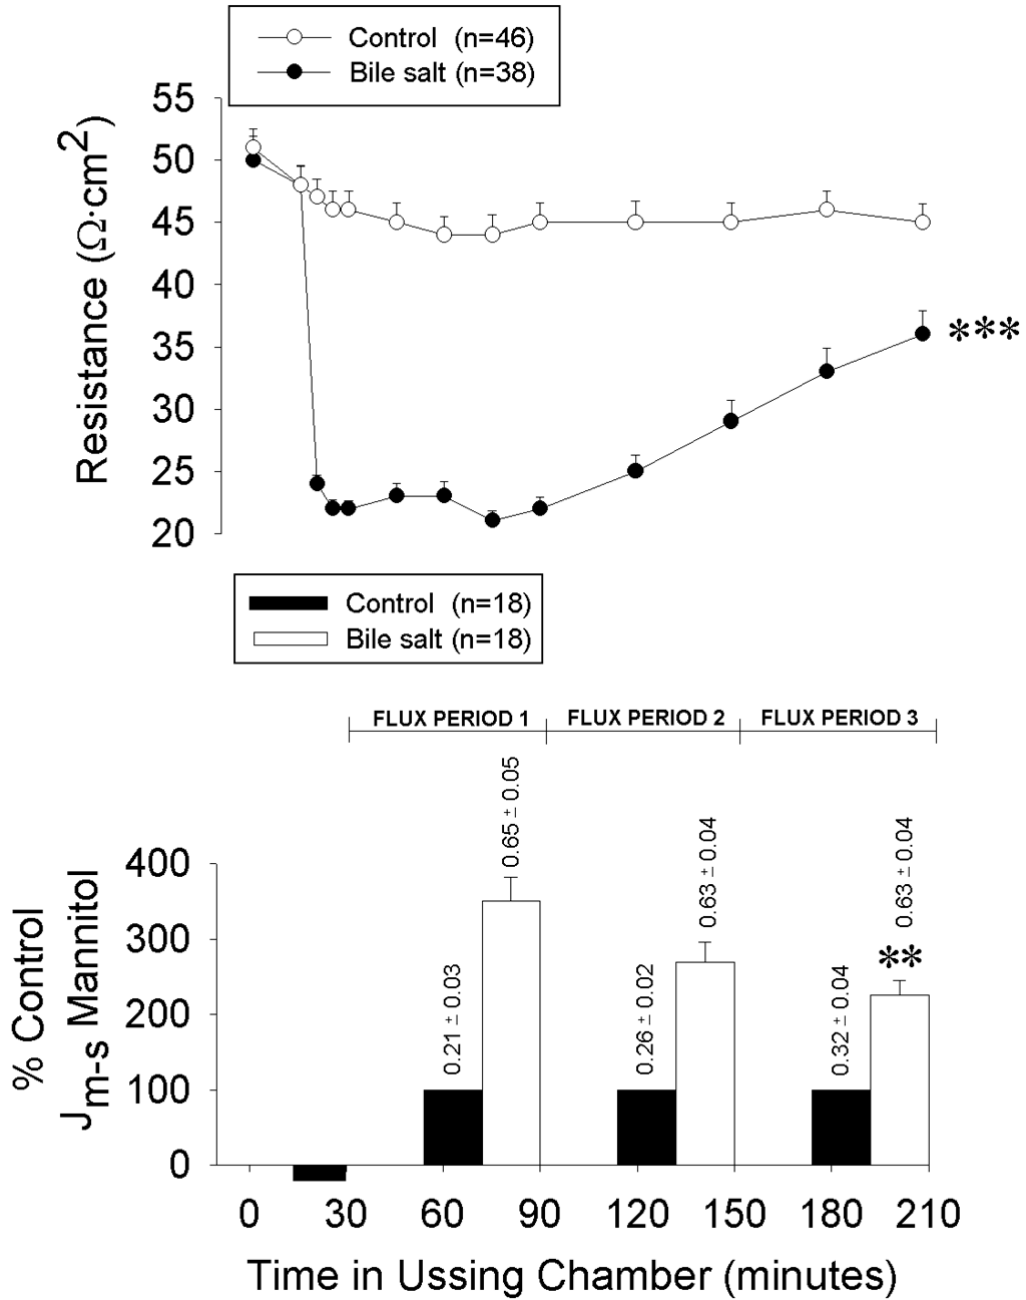 Control (n=46)
Bile salt (n=38)
55
50
45
40
35
30
25
20
Resistance (Ω·cm²)
***
Control (n=18)
Bile salt (n=18)
FLUX PERIOD 1 FLUX PERIOD 2 FLUX PERIOD 3
0.21 ± 0.03
0.65 ± 0.05
0.26 ± 0.02
0.63 ± 0.04
0.32 ± 0.04
0.63 ± 0.04
**
400
300
200
100
0
% Control
Jm-s Mannitol
0 30 60 90 120 150 180 210
Time in Ussing Chamber (minutes)